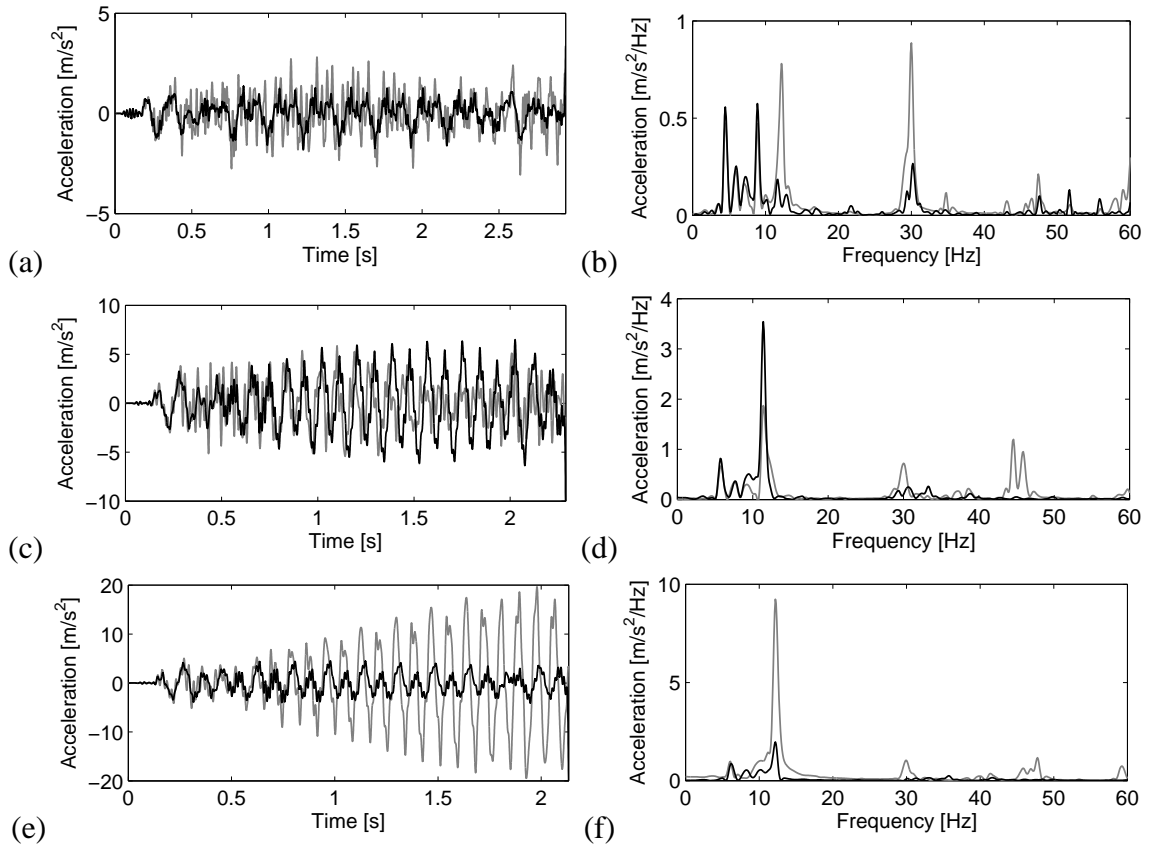 5
0
−5
0 0.5 1 1.5 2 2.5
Acceleration [m/s²]
Time [s]
(a)
1
0.5
0
0 10 20 30 40 50 60
Acceleration [m/s²/Hz]
Frequency [Hz]
(b)
10
5
0
−5
−10
0 0.5 1 1.5 2
Acceleration [m/s²]
Time [s]
(c)
4
3
2
1
0
0 10 20 30 40 50 60
Acceleration [m/s²/Hz]
Frequency [Hz]
(d)
20
10
0
−10
−20
0 0.5 1 1.5 2
Acceleration [m/s²]
Time [s]
(e)
10
5
0
0 10 20 30 40 50 60
Acceleration [m/s²/Hz]
Frequency [Hz]
(f)